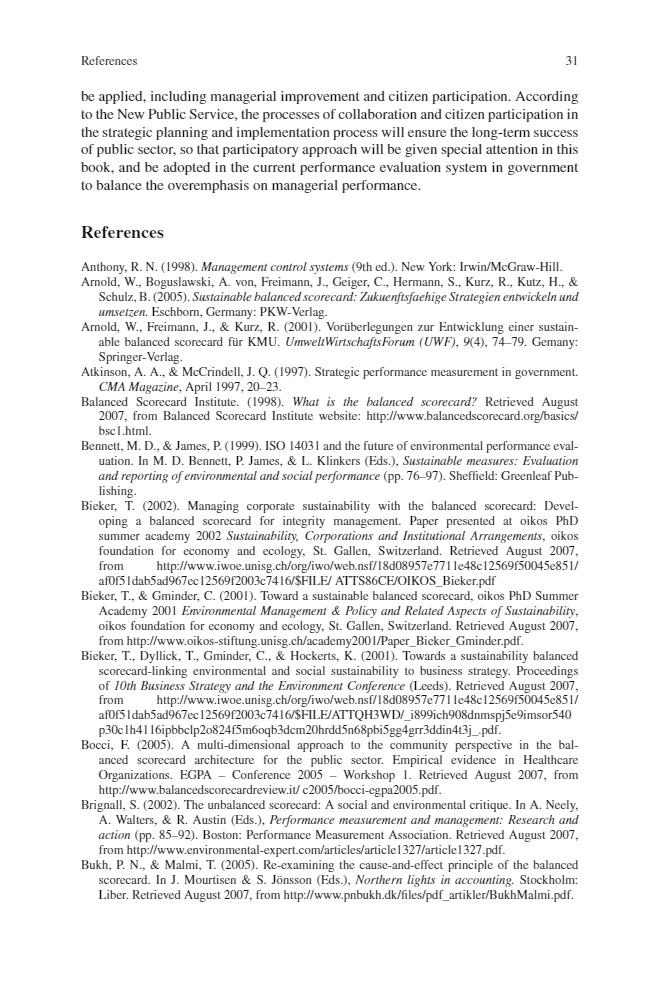 References 31
be applied, including managerial improvement and citizen participation. According
to the New Public Service, the processes of collaboration and citizen participation in
the strategic planning and implementation process will ensure the long-term success
of public sector, so that participatory approach will be given special attention in this
book, and be adopted in the current performance evaluation system in government
to balance the overemphasis on managerial performance.
References
Anthony, R. N. (1998). Management control systems (9th ed.). New York: Irwin/McGraw-Hill.
Arnold, W., Boguslawski, A. von, Freimann, J., Geiger, C., Hermann, S., Kurz, R., Kutz, H., &
Schulz, B. (2005). Sustainable balanced scorecard: Zukuenftsfaehige Strategien entwickeln und
umsetzen. Eschborn, Germany: PKW-Verlag.
Arnold, W., Freimann, J., & Kurz, R. (2001). Vorüberlegungen zur Entwicklung einer sustain-
able balanced scorecard für KMU. UmweltWirtschaftsForum (UWF), 9(4), 74–79. Gemany:
Springer-Verlag.
Atkinson, A. A., & McCrindell, J. Q. (1997). Strategic performance measurement in government.
CMA Magazine, April 1997, 20–23.
Balanced Scorecard Institute. (1998). What is the balanced scorecard? Retrieved August
2007, from Balanced Scorecard Institute website: http://www.balancedscorecard.org/basics/
bsc1.html.
Bennett, M. D., & James, P. (1999). ISO 14031 and the future of environmental performance eval-
uation. In M. D. Bennett, P. James, & L. Klinkers (Eds.), Sustainable measures: Evaluation
and reporting of environmental and social performance (pp. 76–97). Sheffield: Greenleaf Pub-
lishing.
Bieker, T. (2002). Managing corporate sustainability with the balanced scorecard: Devel-
oping a balanced scorecard for integrity management. Paper presented at oikos PhD
summer academy 2002 Sustainability, Corporations and Institutional Arrangements, oikos
foundation for economy and ecology, St. Gallen, Switzerland. Retrieved August 2007,
from http://www.iwoe.unisg.ch/org/iwo/web.nsf/18d08957e7711e48c12569f50045e851/
af0f51dab5ad967ec12569f2003c7416/$FILE/ ATTS86CE/OIKOS_Bieker.pdf
Bieker, T., & Gminder, C. (2001). Toward a sustainable balanced scorecard, oikos PhD Summer
Academy 2001 Environmental Management & Policy and Related Aspects of Sustainability,
oikos foundation for economy and ecology, St. Gallen, Switzerland. Retrieved August 2007,
from http://www.oikos-stiftung.unisg.ch/academy2001/Paper_Bieker_Gminder.pdf.
Bieker, T., Dyllick, T., Gminder, C., & Hockerts, K. (2001). Towards a sustainability balanced
scorecard-linking environmental and social sustainability to business strategy. Proceedings
of 10th Business Strategy and the Environment Conference (Leeds). Retrieved August 2007,
from http://www.iwoe.unisg.ch/org/iwo/web.nsf/18d08957e7711e48c12569f50045e851/
af0f51dab5ad967ec12569f2003c7416/$FILE/ATTQH3WD/_i899ich908dnmspj5e9imsor540
p30c1h4116ipbbclp2o824f5m6oqb3dcm20hrdd5n68pbi5gg4grr3ddin4t3j_.pdf.
Bocci, F. (2005). A multi-dimensional approach to the community perspective in the bal-
anced scorecard architecture for the public sector. Empirical evidence in Healthcare
Organizations. EGPA – Conference 2005 – Workshop 1. Retrieved August 2007, from
http://www.balancedscorecardreview.it/ c2005/bocci-egpa2005.pdf.
Brignall, S. (2002). The unbalanced scorecard: A social and environmental critique. In A. Neely,
A. Walters, & R. Austin (Eds.), Performance measurement and management: Research and
action (pp. 85–92). Boston: Performance Measurement Association. Retrieved August 2007,
from http://www.environmental-expert.com/articles/article1327/article1327.pdf.
Bukh, P. N., & Malmi, T. (2005). Re-examining the cause-and-effect principle of the balanced
scorecard. In J. Mourtisen & S. Jönsson (Eds.), Northern lights in accounting. Stockholm:
Liber. Retrieved August 2007, from http://www.pnbukh.dk/files/pdf_artikler/BukhMalmi.pdf.